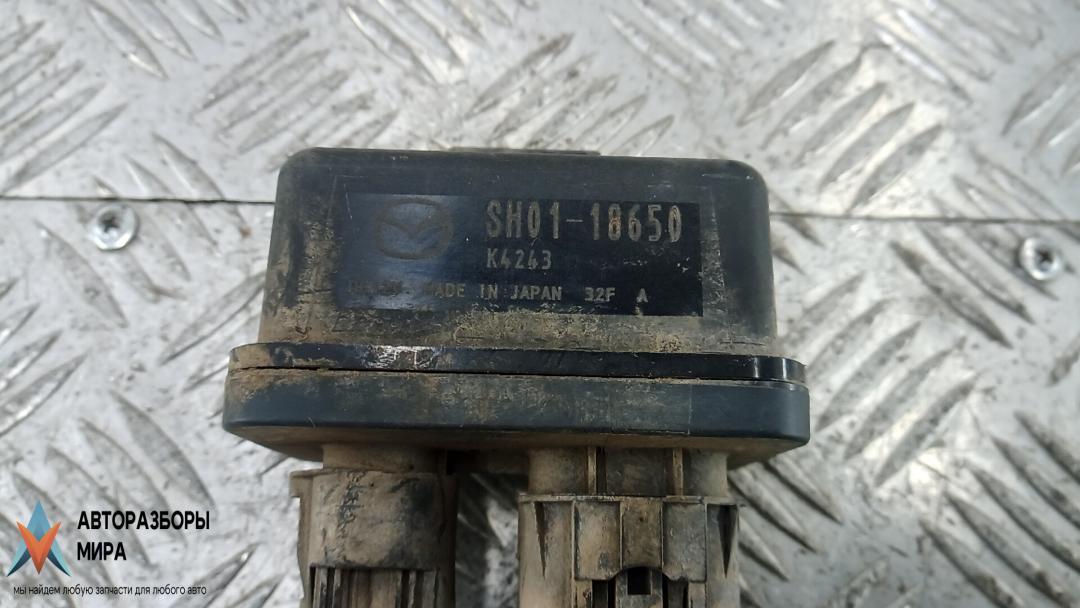 SH01-18650
K4243
MADE IN JAPAN 32F A
АВТОРАЗБОРЫ
МИРА
мы найдем любую запчасти для любого авто